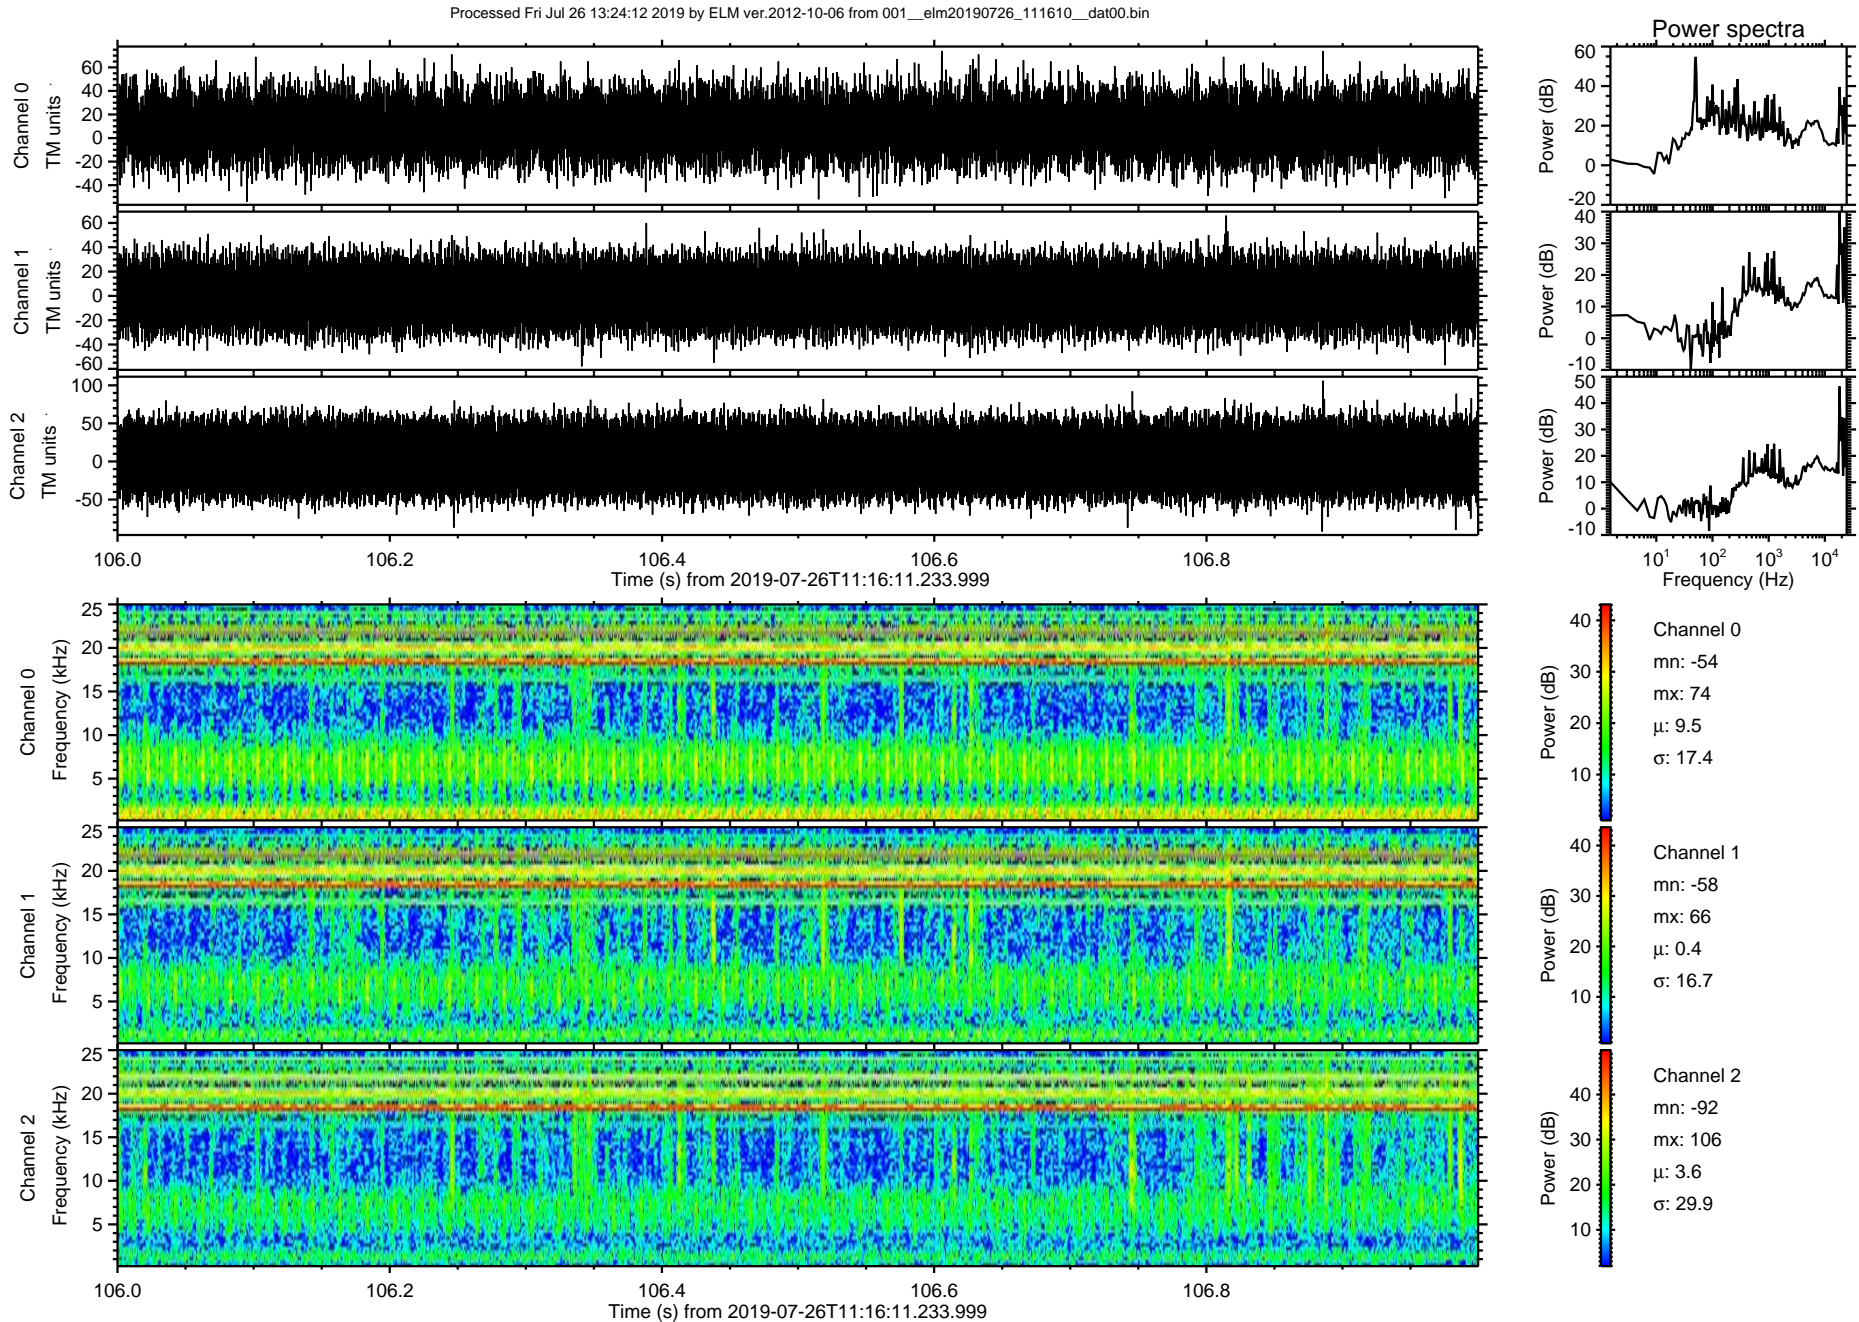 Processed Fri Jul 26 13:24:12 2019 by ELM ver.2012-10-06 from 001__elm20190726_111610__dat00.bin
Power spectra
Channel 0
TM units
60
40
20
0
-20
-40
Power (dB)
60
40
20
0
-20
Channel 1
TM units
60
40
20
0
-20
-40
-60
Power (dB)
40
30
20
10
0
-10
Channel 2
TM units
100
50
0
-50
Power (dB)
50
40
30
20
10
0
-10
106.0
106.2
106.4
106.6
106.8
Time (s) from 2019-07-26T11:16:11.233.999
10¹
10²
10³
10⁴
Frequency (Hz)
Channel 0
Frequency (kHz)
25
20
15
10
5
Power (dB)
40
30
20
10
Channel 0
mn: -54
mx: 74
μ: 9.5
σ: 17.4
Channel 1
Frequency (kHz)
25
20
15
10
5
Power (dB)
40
30
20
10
Channel 1
mn: -58
mx: 66
μ: 0.4
σ: 16.7
Channel 2
Frequency (kHz)
25
20
15
10
5
Power (dB)
40
30
20
10
Channel 2
mn: -92
mx: 106
μ: 3.6
σ: 29.9
106.0
106.2
106.4
106.6
106.8
Time (s) from 2019-07-26T11:16:11.233.999